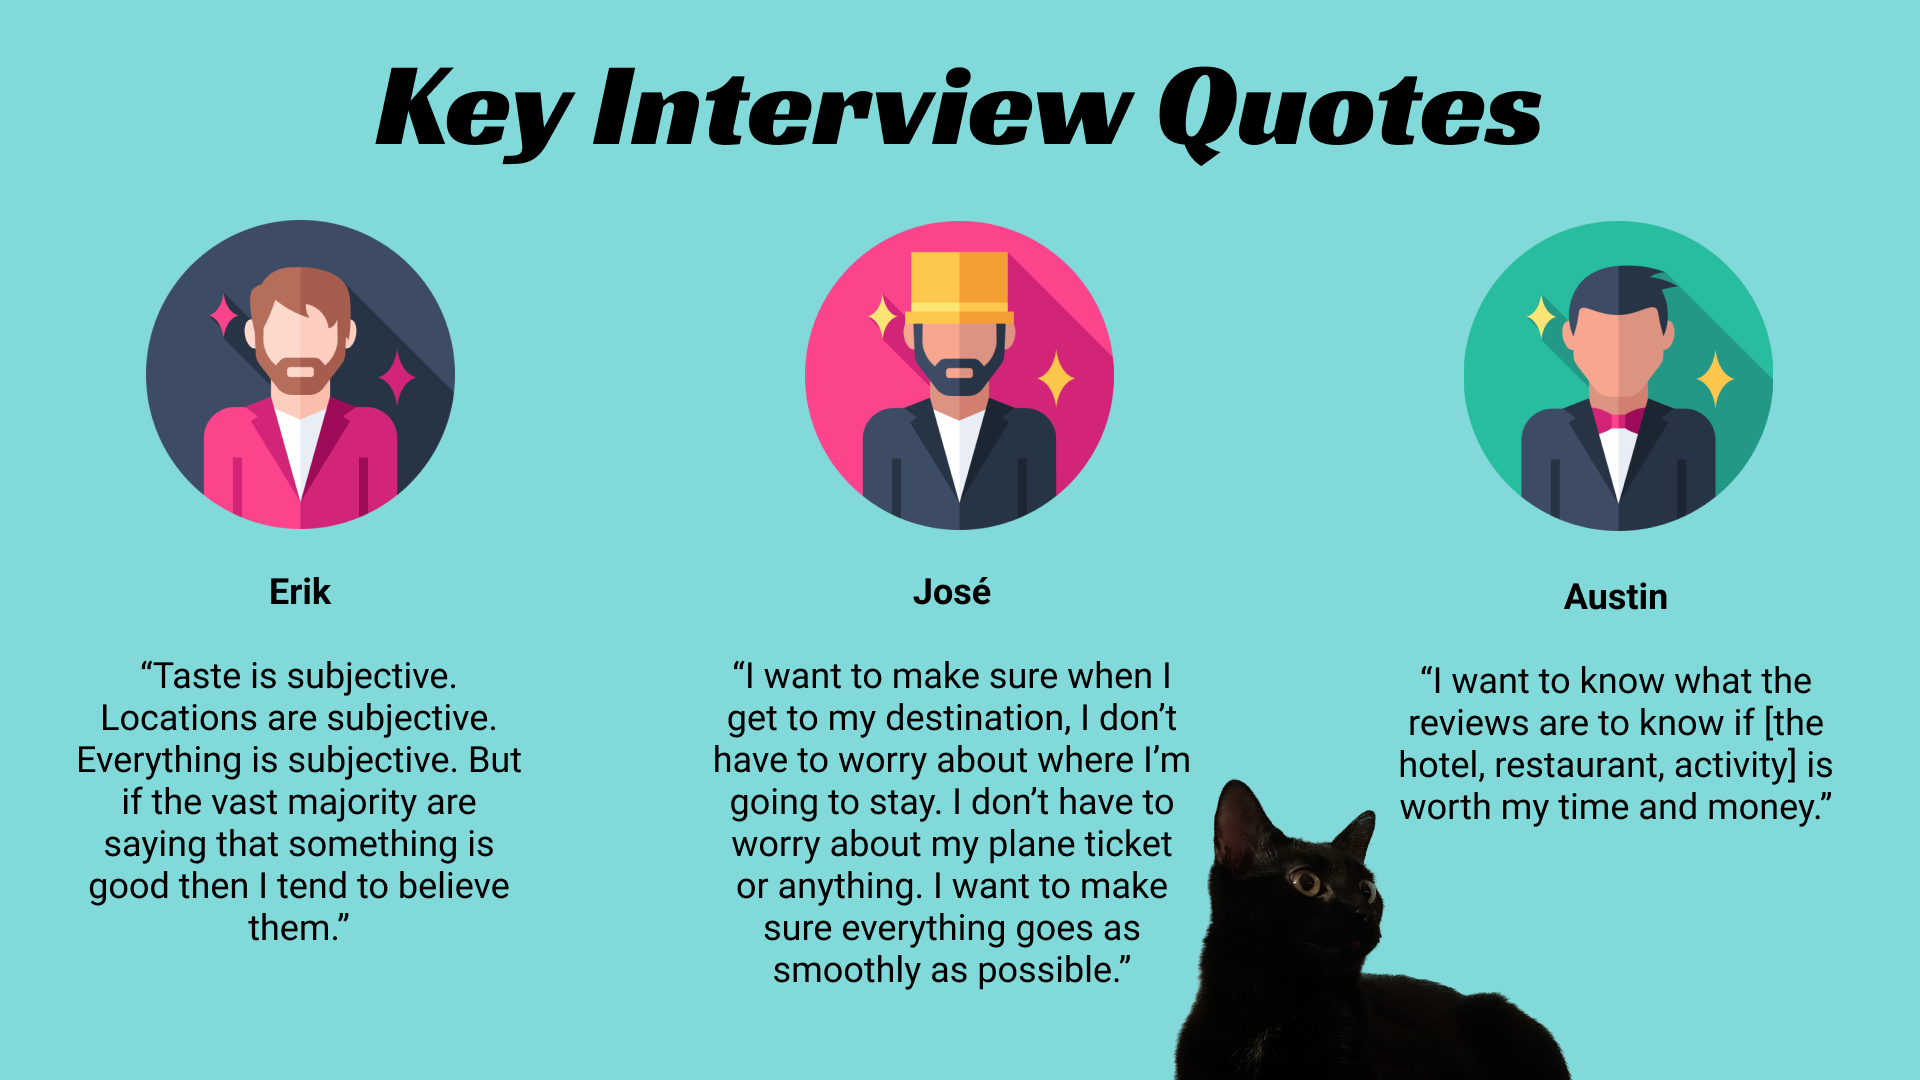 Key Interview Quotes
Erik
“Taste is subjective.
Locations are subjective.
Everything is subjective. But
if the vast majority are
saying that something is
good then I tend to believe
them.”
José
“I want to make sure when I
get to my destination, I don’t
have to worry about where I’m
going to stay. I don’t have to
worry about my plane ticket
or anything. I want to make
sure everything goes as
smoothly as possible.”
Austin
“I want to know what the
reviews are to know if [the
hotel, restaurant, activity] is
worth my time and money.”